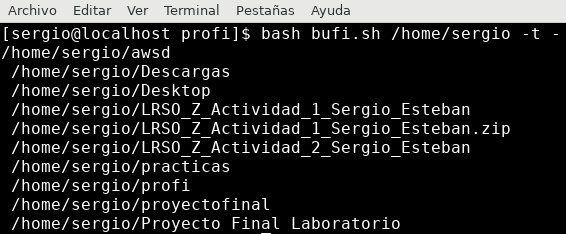 Archivo Editar Ver Terminal Pestañas Ayuda
[sergio@localhost profi]$ bash bufi.sh /home/sergio -t -
/home/sergio/awsd
/home/sergio/Descargas
/home/sergio/Desktop
/home/sergio/LRSO_Z_Actividad_1_Sergio_Esteban
/home/sergio/LRSO_Z_Actividad_1_Sergio_Esteban.zip
/home/sergio/LRSO_Z_Actividad_2_Sergio_Esteban
/home/sergio/practicas
/home/sergio/profi
/home/sergio/proyectofinal
/home/sergio/Proyecto Final Laboratorio